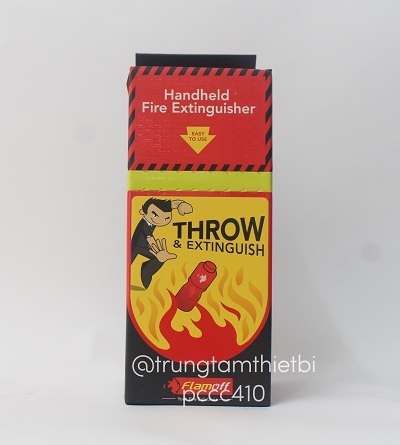 Handheld
Fire Extinguisher
EASY
TO USE
THROW
& EXTINGUISH
@trungtamthietbi
Flamoff
pccc410